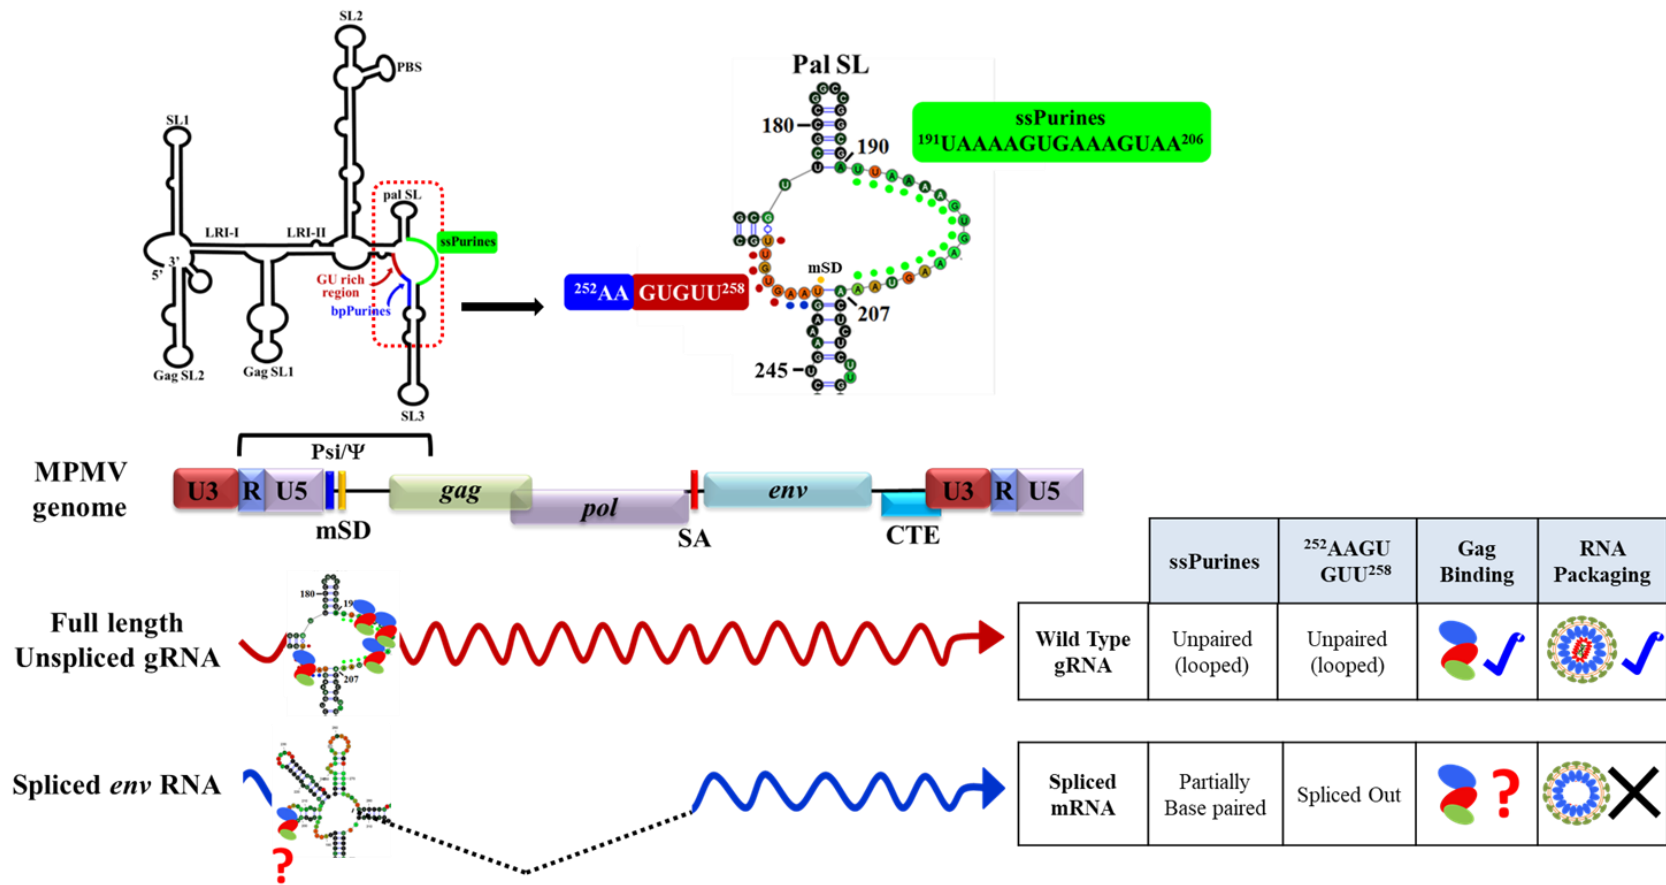 SL2
PBS
SL1
pal SL
LRI-I
LRI-II
ssPurines
5'
3'
GU rich
region
bpPurines
Gag SL2
Gag SL1
SL3
Pal SL
180
190
ssPurines
¹⁹¹UAAAAGUGAAAGUAA²⁰⁶
mSD
²⁵²AA GUGUU²⁵⁸
207
245
Psi/Ψ
MPMV
genome
U3 R U5 gag pol env U3 R U5
mSD
SA
CTE
ssPurines
²⁵²AAGU
GUU²⁵⁸
Gag
Binding
RNA
Packaging
Full length
Unspliced gRNA
180
19
207
Wild Type
gRNA
Unpaired
(looped)
Unpaired
(looped)
Spliced env RNA
?
Spliced
mRNA
Partially
Base paired
Spliced Out
?